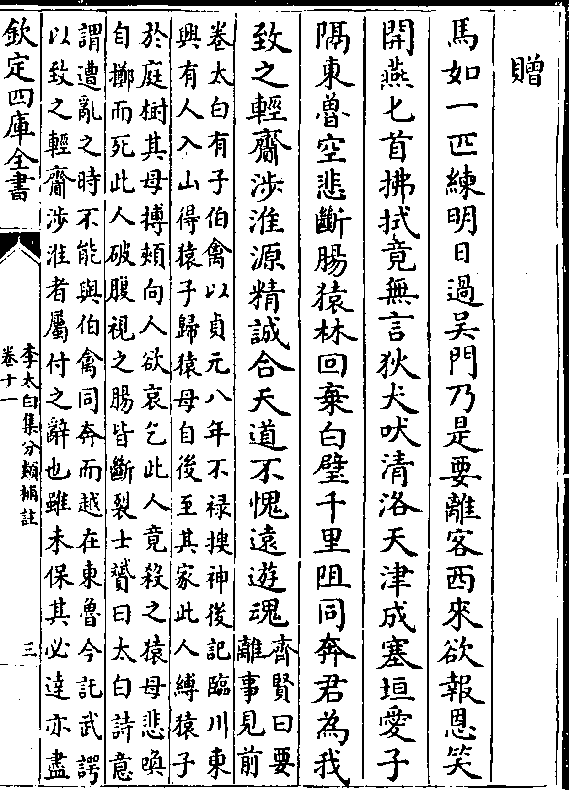 贈
馬如一匹練明日過吳門乃是要離客西來欲報恩笑
開燕匕首拂拭竟無言狄犬吠清洛天津成塞垣愛子
隔東魯空悲斷腸猿林回棄白璧千里阻同奔君為我
致之輕齎涉淮源精誠合天道不愧遠遊魂
齊賢曰要
離事見前
卷太白有子伯禽以貞元八年不禄搜神後記臨川東
興有人入山得猿子歸猿母自後至其家此人縛猿子
於庭樹其母搏頰向人欲哀乞此人竟殺之猿母悲喚
自擲而死此人破腹視之腸皆斷裂士贇曰太白詩意
謂遭亂之時不能與伯禽同奔而越在東魯今託武諤
以致之輕齎涉淮者屬付之辭也雖未保其必達亦盡
欽定四庫全書
李太白集分類補註
卷十一
三